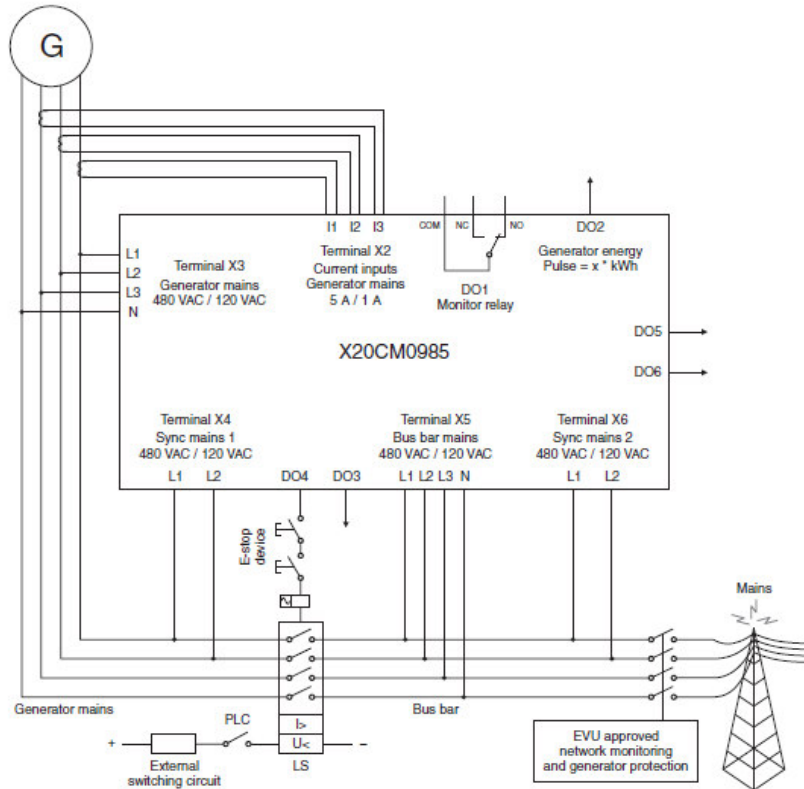 G
I1 I2 I3
COM NC NO
DO2
L1
L2
L3
N
Terminal X3
Generator mains
480 VAC / 120 VAC
Terminal X2
Current inputs
Generator mains
5 A / 1 A
DO1
Monitor relay
Generator energy
Pulse = x * kWh
DO5
DO6
X20CM0985
Terminal X4
Sync mains 1
480 VAC / 120 VAC
Terminal X5
Bus bar mains
480 VAC / 120 VAC
Terminal X6
Sync mains 2
480 VAC / 120 VAC
L1 L2 DO4 DO3 L1 L2 L3 N L1 L2
E-stop
device
Mains
Generator mains
Bus bar
PLC
I>
U<
LS
+
-
External
switching circuit
EVU approved
network monitoring
and generator protection